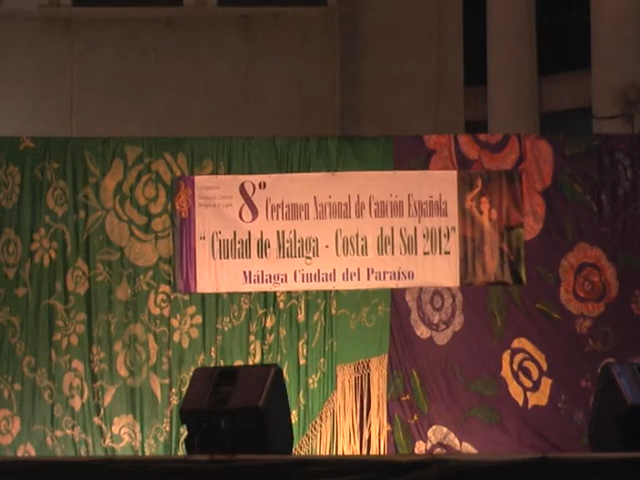 8º Certamen Nacional de Canción Española
“ Ciudad de Málaga - Costa del Sol 2012”
Málaga Ciudad del Paraíso